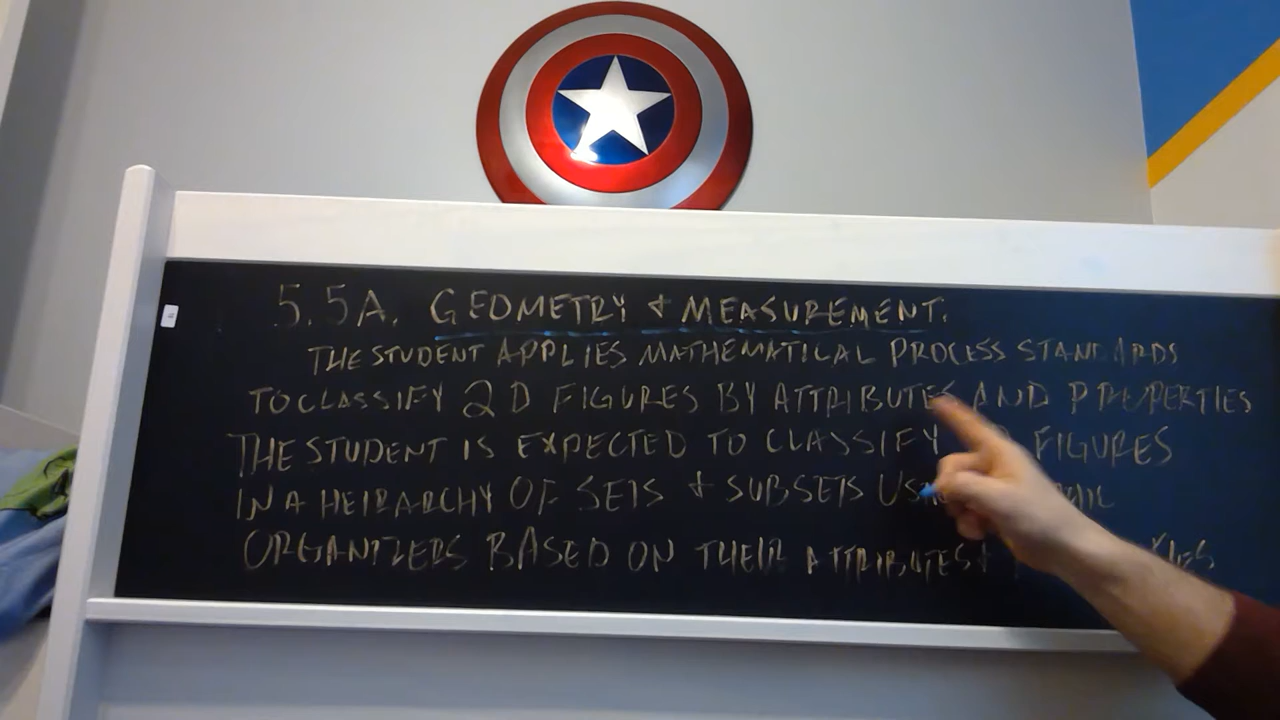 5.5A. GEOMETRY & MEASUREMENT.
THE STUDENT APPLIES MATHEMATICAL PROCESS STANDARDS
TO CLASSIFY 2D FIGURES BY ATTRIBUTES AND PROPERTIES
THE STUDENT IS EXPECTED TO CLASSIFY FIGURES
IN A HEIRARCHY OF SETS & SUBSETS
ORGANIZERS BASED ON THEIR ATTRIBUTES +